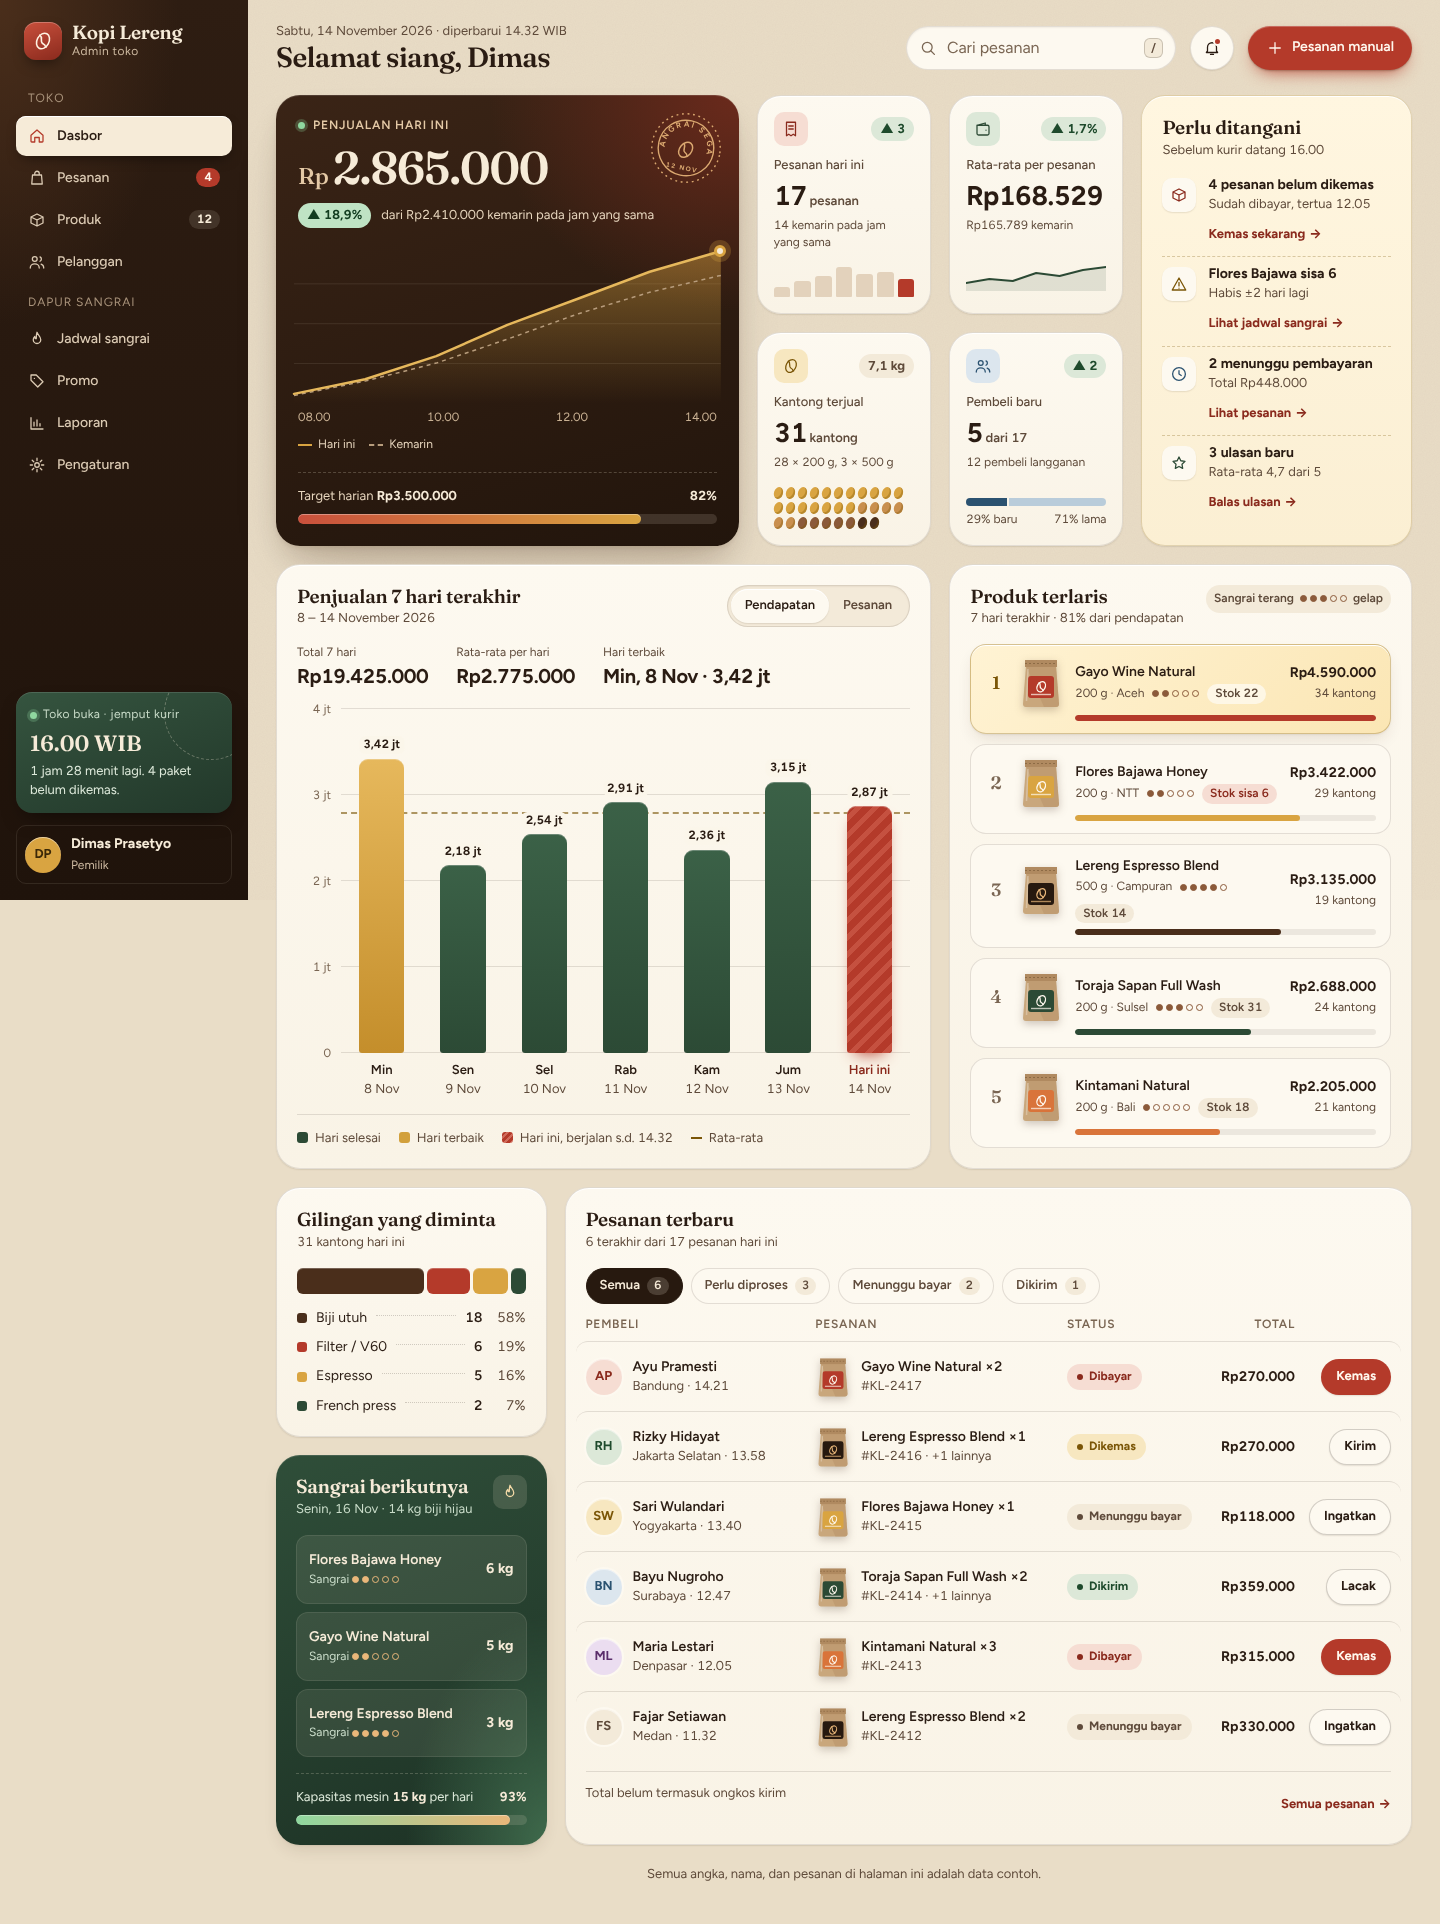 Kopi Lereng
Admin toko
TOKO
Dasbor
Pesanan 4
Produk 12
Pelanggan
DAPUR SANGRAI
Jadwal sangrai
Promo
Laporan
Pengaturan
Toko buka · jemput kurir
16.00 WIB
1 jam 28 menit lagi. 4 paket
belum dikemas.
DP
Dimas Prasetyo
Pemilik
Sabtu, 14 November 2026 · diperbarui 14.32 WIB
Selamat siang, Dimas
Cari pesanan /
Pesanan manual
PENJUALAN HARI INI
Rp 2.865.000
18,9% dari Rp2.410.000 kemarin pada jam yang sama
12 NOV
08.00 10.00 12.00 14.00
Hari ini Kemarin
Target harian Rp3.500.000 82%
3
Pesanan hari ini
17 pesanan
14 kemarin pada jam
yang sama
1,7%
Rata-rata per pesanan
Rp168.529
Rp165.789 kemarin
7,1 kg
Kantong terjual
31 kantong
28 × 200 g, 3 × 500 g
2
Pembeli baru
5 dari 17
12 pembeli langganan
29% baru 71% lama
Perlu ditangani
Sebelum kurir datang 16.00
4 pesanan belum dikemas
Sudah dibayar, tertua 12.05
Kemas sekarang →
Flores Bajawa sisa 6
Habis ±2 hari lagi
Lihat jadwal sangrai →
2 menunggu pembayaran
Total Rp448.000
Lihat pesanan →
3 ulasan baru
Rata-rata 4,7 dari 5
Balas ulasan →
Penjualan 7 hari terakhir
8 – 14 November 2026
Pendapatan Pesanan
Total 7 hari
Rp19.425.000
Rata-rata per hari
Rp2.775.000
Hari terbaik
Min, 8 Nov · 3,42 jt
4 jt
3 jt
2 jt
1 jt
0
3,42 jt
2,18 jt
2,54 jt
2,91 jt
2,36 jt
3,15 jt
2,87 jt
Min Sen Sel Rab Kam Jum Hari ini
8 Nov 9 Nov 10 Nov 11 Nov 12 Nov 13 Nov 14 Nov
Hari selesai Hari terbaik Hari ini, berjalan s.d. 14.32 Rata-rata
Produk terlaris
7 hari terakhir · 81% dari pendapatan
Sangrai terang gelap
1
Gayo Wine Natural Rp4.590.000
200 g · Aceh Stok 22 34 kantong
2
Flores Bajawa Honey Rp3.422.000
200 g · NTT Stok sisa 6 29 kantong
3
Lereng Espresso Blend Rp3.135.000
500 g · Campuran 19 kantong
Stok 14
4
Toraja Sapan Full Wash Rp2.688.000
200 g · Sulsel Stok 31 24 kantong
5
Kintamani Natural Rp2.205.000
200 g · Bali Stok 18 21 kantong
Gilingan yang diminta
31 kantong hari ini
Biji utuh 18 58%
Filter / V60 6 19%
Espresso 5 16%
French press 2 7%
Sangrai berikutnya
Senin, 16 Nov · 14 kg biji hijau
Flores Bajawa Honey
Sangrai 6 kg
Gayo Wine Natural
Sangrai 5 kg
Lereng Espresso Blend
Sangrai 3 kg
Kapasitas mesin 15 kg per hari 93%
Pesanan terbaru
6 terakhir dari 17 pesanan hari ini
Semua 6 Perlu diproses 3 Menunggu bayar 2 Dikirim 1
PEMBELI PESANAN STATUS TOTAL
AP Ayu Pramesti Gayo Wine Natural ×2 Dibayar Rp270.000 Kemas
Bandung · 14.21 #KL-2417
RH Rizky Hidayat Lereng Espresso Blend ×1 Dikemas Rp270.000 Kirim
Jakarta Selatan · 13.58 #KL-2416 · +1 lainnya
SW Sari Wulandari Flores Bajawa Honey ×1 Menunggu bayar Rp118.000 Ingatkan
Yogyakarta · 13.40 #KL-2415
BN Bayu Nugroho Toraja Sapan Full Wash ×2 Dikirim Rp359.000 Lacak
Surabaya · 12.47 #KL-2414 · +1 lainnya
ML Maria Lestari Kintamani Natural ×3 Dibayar Rp315.000 Kemas
Denpasar · 12.05 #KL-2413
FS Fajar Setiawan Lereng Espresso Blend ×2 Menunggu bayar Rp330.000 Ingatkan
Medan · 11.32 #KL-2412
Total belum termasuk ongkos kirim
Semua pesanan →
Semua angka, nama, dan pesanan di halaman ini adalah data contoh.